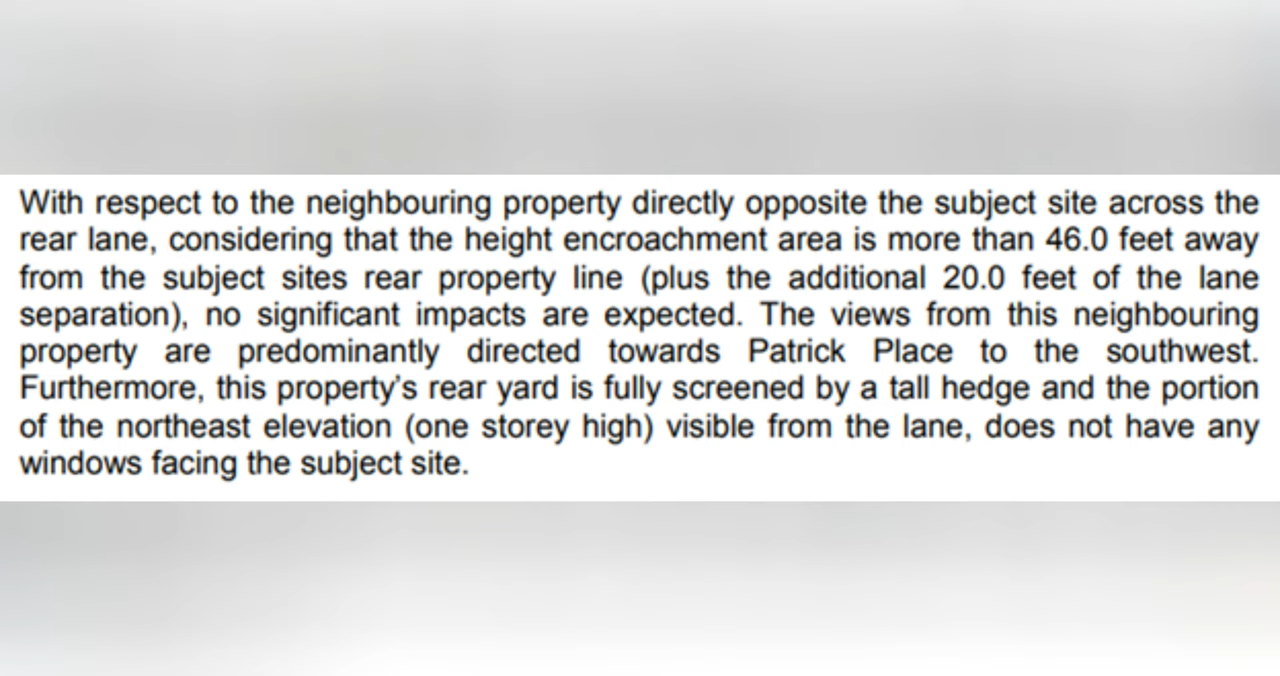 With respect to the neighbouring property directly opposite the subject site across the
rear lane, considering that the height encroachment area is more than 46.0 feet away
from the subject sites rear property line (plus the additional 20.0 feet of the lane
separation), no significant impacts are expected. The views from this neighbouring
property are predominantly directed towards Patrick Place to the southwest.
Furthermore, this property’s rear yard is fully screened by a tall hedge and the portion
of the northeast elevation (one storey high) visible from the lane, does not have any
windows facing the subject site.